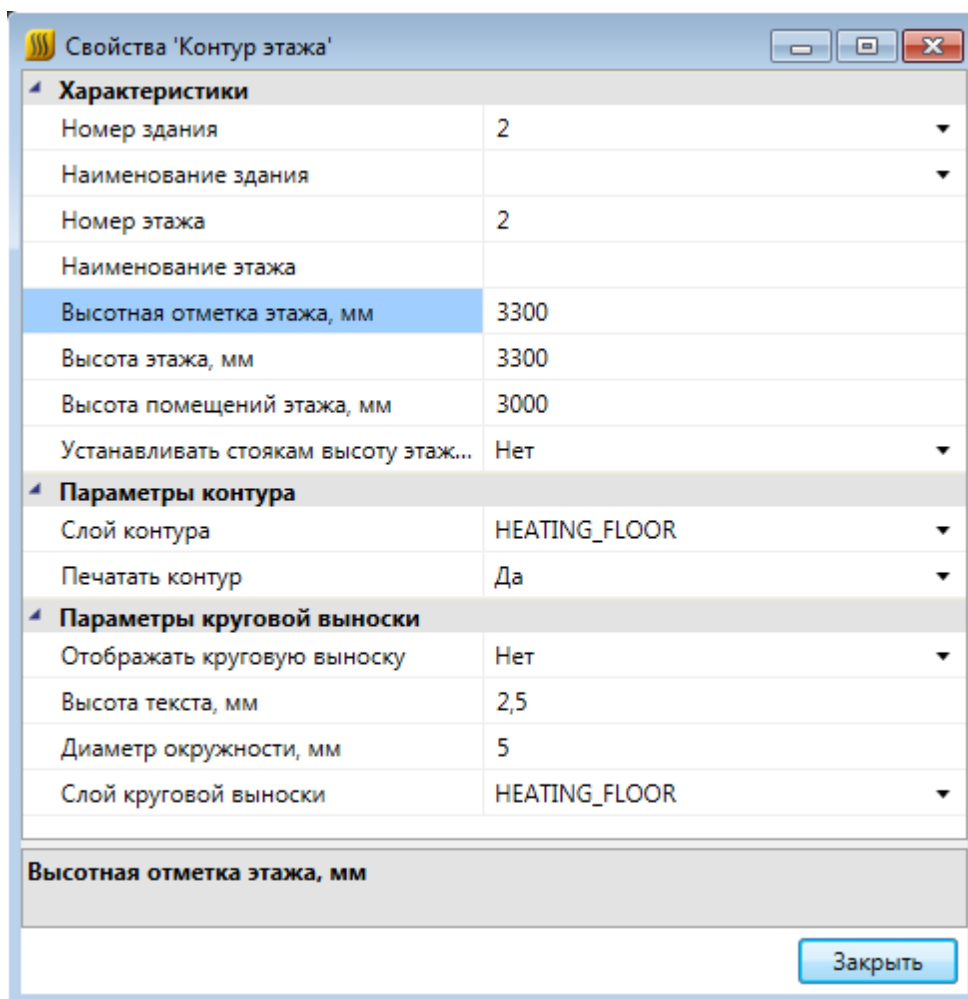 Свойства 'Контур этажа'
Характеристики
Номер здания 2
Наименование здания
Номер этажа 2
Наименование этажа
Высотная отметка этажа, мм 3300
Высота этажа, мм 3300
Высота помещений этажа, мм 3000
Устанавливать стоякам высоту этаж... Нет
Параметры контура
Слой контура HEATING_FLOOR
Печатать контур Да
Параметры круговой выноски
Отображать круговую выноску Нет
Высота текста, мм 2,5
Диаметр окружности, мм 5
Слой круговой выноски HEATING_FLOOR
Высотная отметка этажа, мм
Закрыть